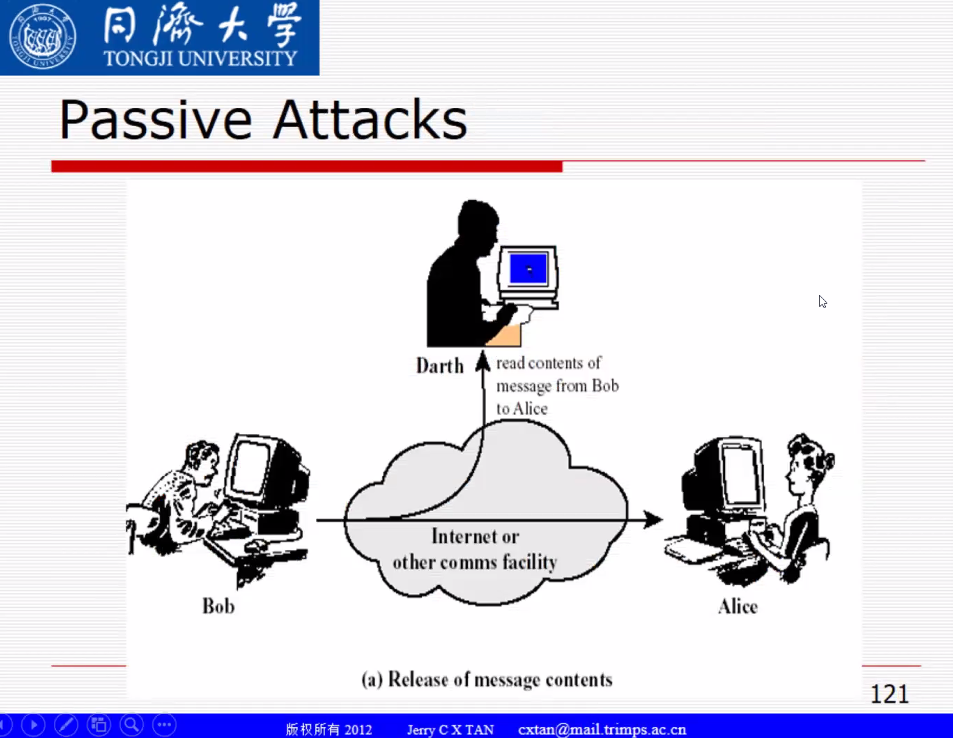 同濟大學
TONGJI UNIVERSITY
Passive Attacks
Darth
read contents of
message from Bob
to Alice
Internet or
other comms facility
Bob
Alice
(a) Release of message contents
121
版权所有 2012 Jerry C X TAN cxtan@mail.trimps.ac.cn